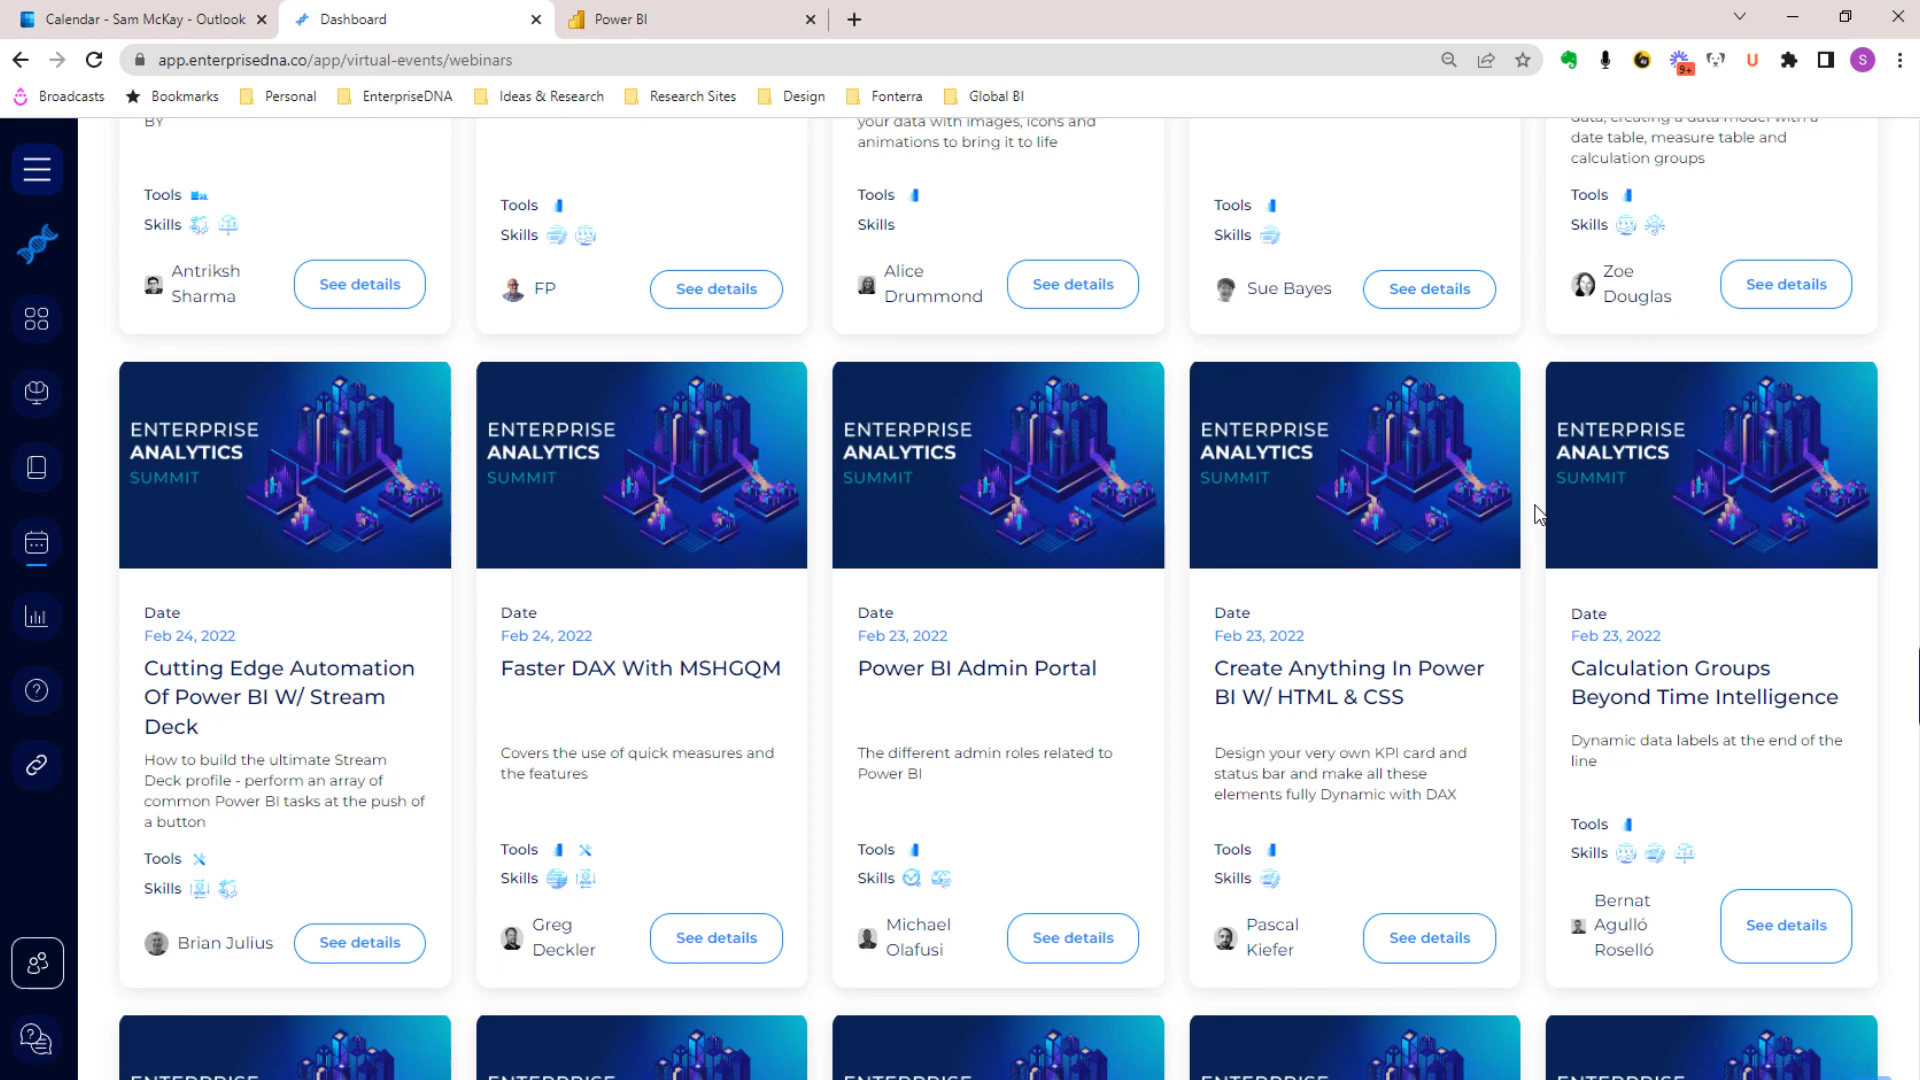 Calendar - Sam McKay - Outlook
Dashboard
Power BI
app.enterprisedna.co/app/virtual-events/webinars
9+
U
S
Broadcasts
Bookmarks
Personal
EnterpriseDNA
Ideas & Research
Research Sites
Design
Fonterra
Global BI
BY
Tools
Skills
Antriksh
Sharma
See details
Tools
Skills
FP
See details
your data with images, icons and
animations to bring it to life
Tools
Skills
Alice
Drummond
See details
Tools
Skills
Sue Bayes
See details
data, creating a data model with a
date table, measure table and
calculation groups
Tools
Skills
Zoe
Douglas
See details
ENTERPRISE
ANALYTICS
SUMMIT
Date
Feb 24, 2022
Cutting Edge Automation
Of Power BI W/ Stream
Deck
How to build the ultimate Stream
Deck profile - perform an array of
common Power BI tasks at the push of
a button
Tools
Skills
Brian Julius
See details
ENTERPRISE
ANALYTICS
SUMMIT
Date
Feb 24, 2022
Faster DAX With MSHGQM
Covers the use of quick measures and
the features
Tools
Skills
Greg
Deckler
See details
ENTERPRISE
ANALYTICS
SUMMIT
Date
Feb 23, 2022
Power BI Admin Portal
The different admin roles related to
Power BI
Tools
Skills
Michael
Olafusi
See details
ENTERPRISE
ANALYTICS
SUMMIT
Date
Feb 23, 2022
Create Anything In Power
BI W/ HTML & CSS
Design your very own KPI card and
status bar and make all these
elements fully Dynamic with DAX
Tools
Skills
Pascal
Kiefer
See details
ENTERPRISE
ANALYTICS
SUMMIT
Date
Feb 23, 2022
Calculation Groups
Beyond Time Intelligence
Dynamic data labels at the end of the
line
Tools
Skills
Bernat
Agulló
Roselló
See details
ENTERPRISE
ENTERPRISE
ENTERPRISE
ENTERPRISE
ENTERPRISE